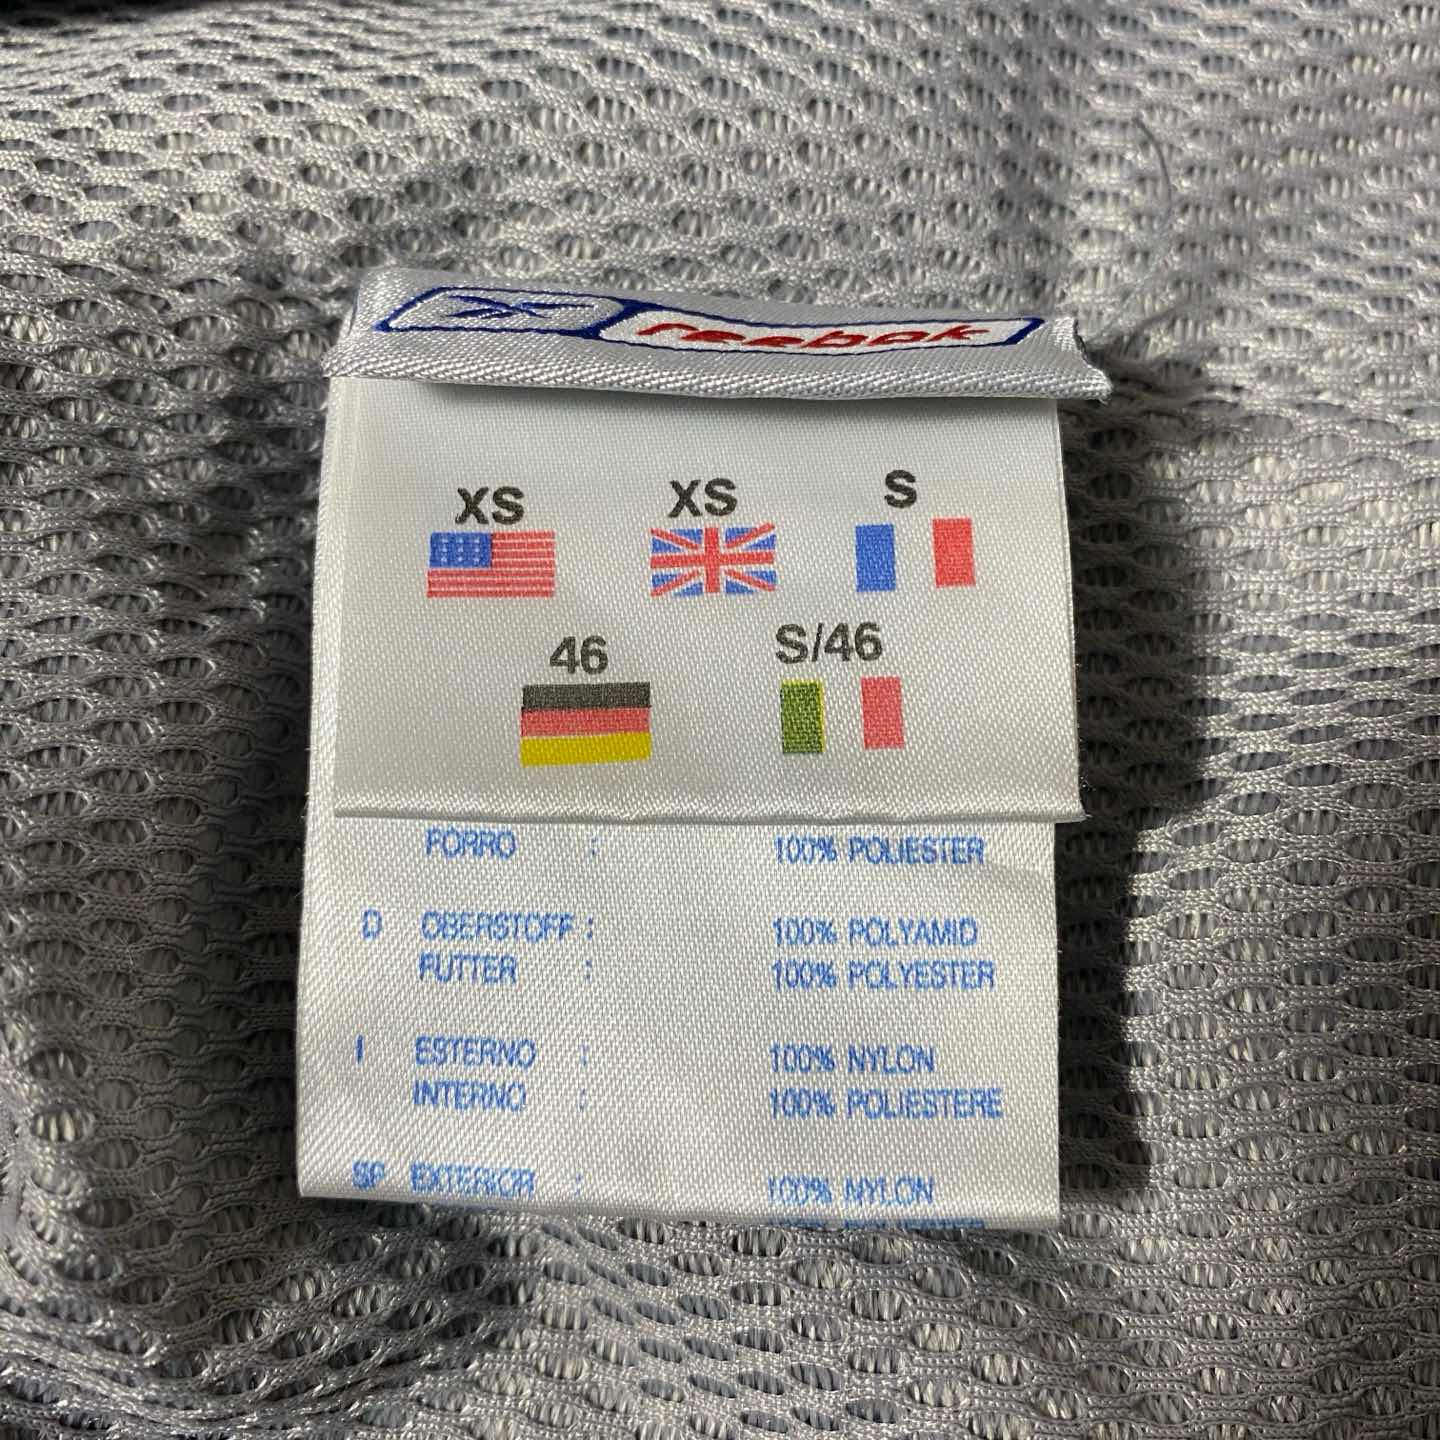 reebok
XS XS S
46 S/46
FORRO : 100% POLIESTER
D OBERSTOFF : 100% POLYAMID
FUTTER : 100% POLYESTER
I ESTERNO : 100% NYLON
INTERNO : 100% POLIESTERE
SP EXTERIOR : 100% NYLON